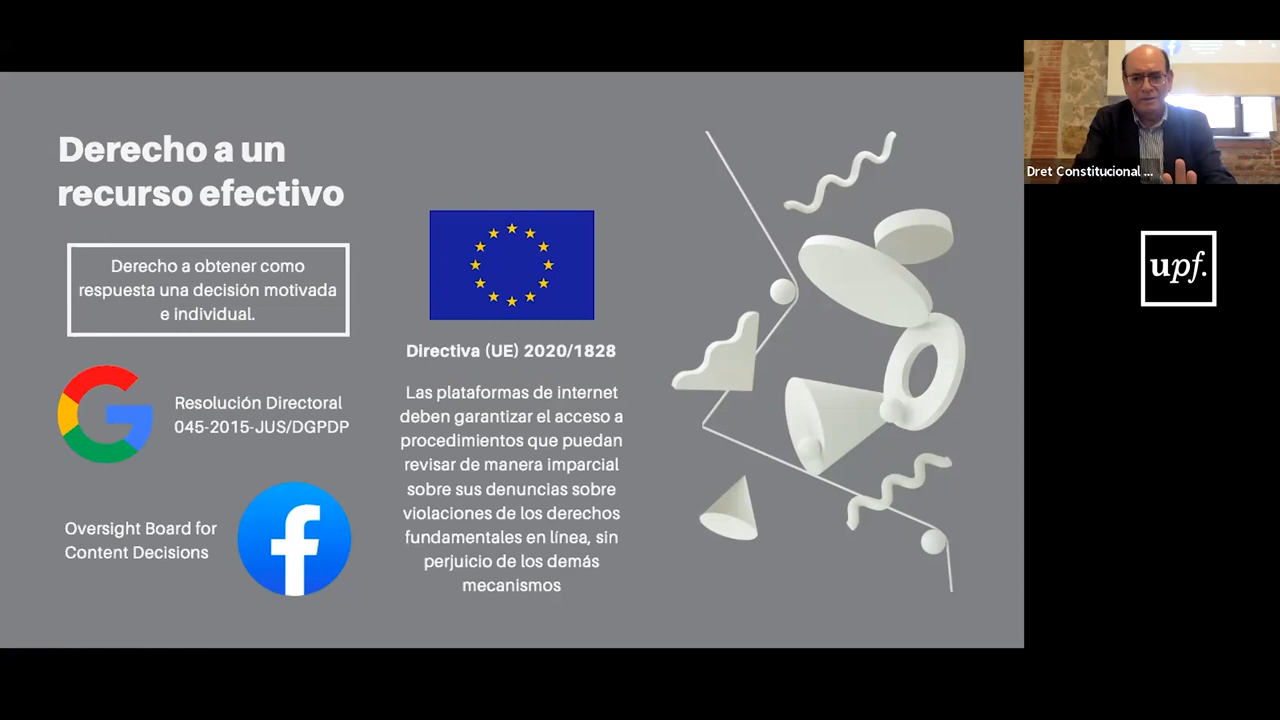 Derecho a un
recurso efectivo
Derecho a obtener como
respuesta una decisión motivada
e individual.
Resolución Directoral
045-2015-JUS/DGPDP
Oversight Board for
Content Decisions
Directiva (UE) 2020/1828
Las plataformas de internet
deben garantizar el acceso a
procedimientos que puedan
revisar de manera imparcial
sobre sus denuncias sobre
violaciones de los derechos
fundamentales en línea, sin
perjuicio de los demás
mecanismos
Dret Constitucional ...
upf.